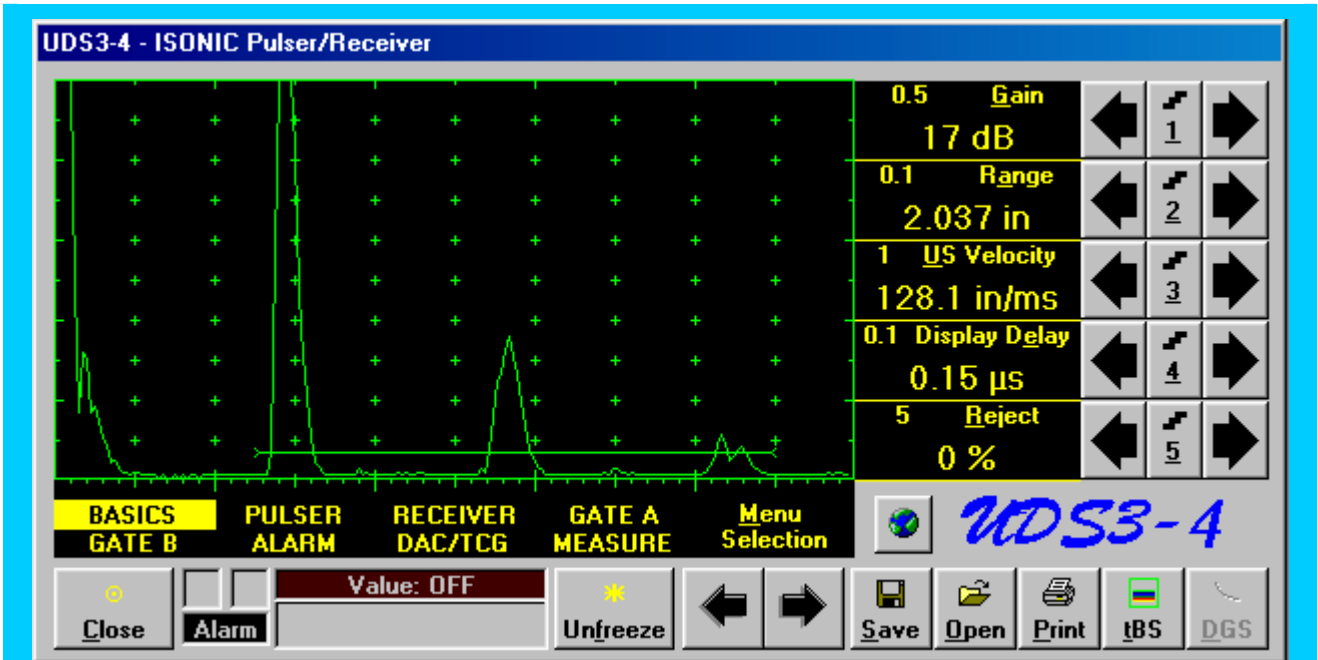 UDS3-4 - ISONIC Pulser/Receiver
0.5 Gain
17 dB
1
0.1 Range
2.037 in
2
1 US Velocity
128.1 in/ms
3
0.1 Display Delay
0.15 µs
4
5 Reject
0 %
5
BASICS PULSER RECEIVER GATE A Menu
GATE B ALARM DAC/TCG MEASURE Selection
UDS3-4
Value: OFF
Close Alarm Unfreeze Save Open Print tBS DGS